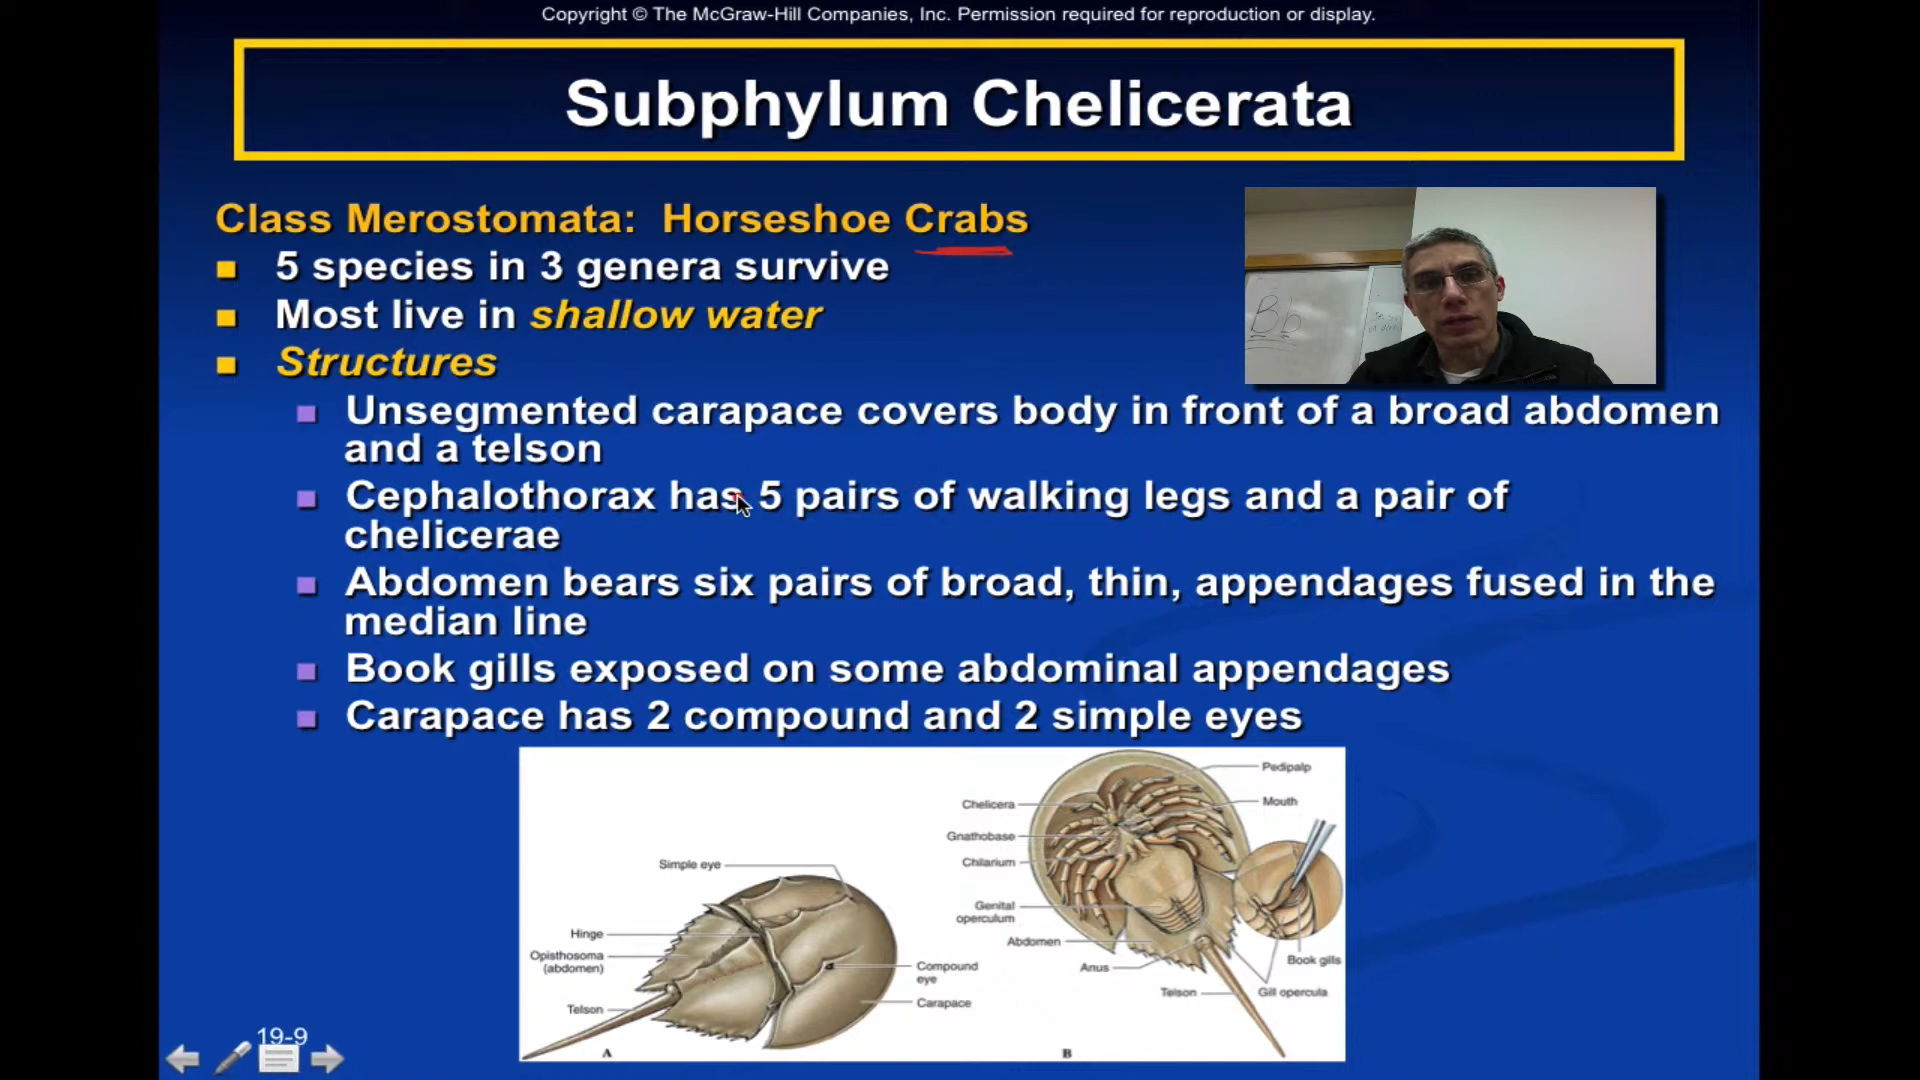 Copyright © The McGraw-Hill Companies, Inc. Permission required for reproduction or display.
Subphylum Chelicerata
Class Merostomata: Horseshoe Crabs
5 species in 3 genera survive
Most live in shallow water
Structures
Unsegmented carapace covers body in front of a broad abdomen
and a telson
Cephalothorax has 5 pairs of walking legs and a pair of
chelicerae
Abdomen bears six pairs of broad, thin, appendages fused in the
median line
Book gills exposed on some abdominal appendages
Carapace has 2 compound and 2 simple eyes
Bb
Simple eye
Hinge
Opisthosoma
(abdomen)
Telson
Compound
eye
Carapace
A
Pedipalp
Chelicera
Mouth
Gnathobase
Chilarium
Genital
operculum
Abdomen
Anus
Book gills
Telson
Gill opercula
B
19-9